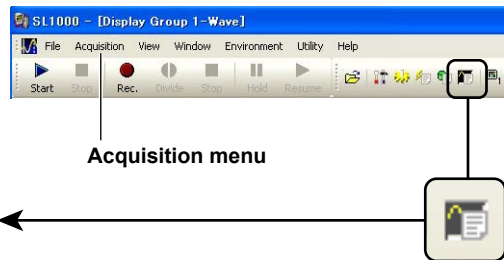 SL1000 - [Display Group 1-Wave]
File Acquisition View Window Environment Utility Help
Start Stop Rec. Divide Stop Hold Resume
Acquisition menu